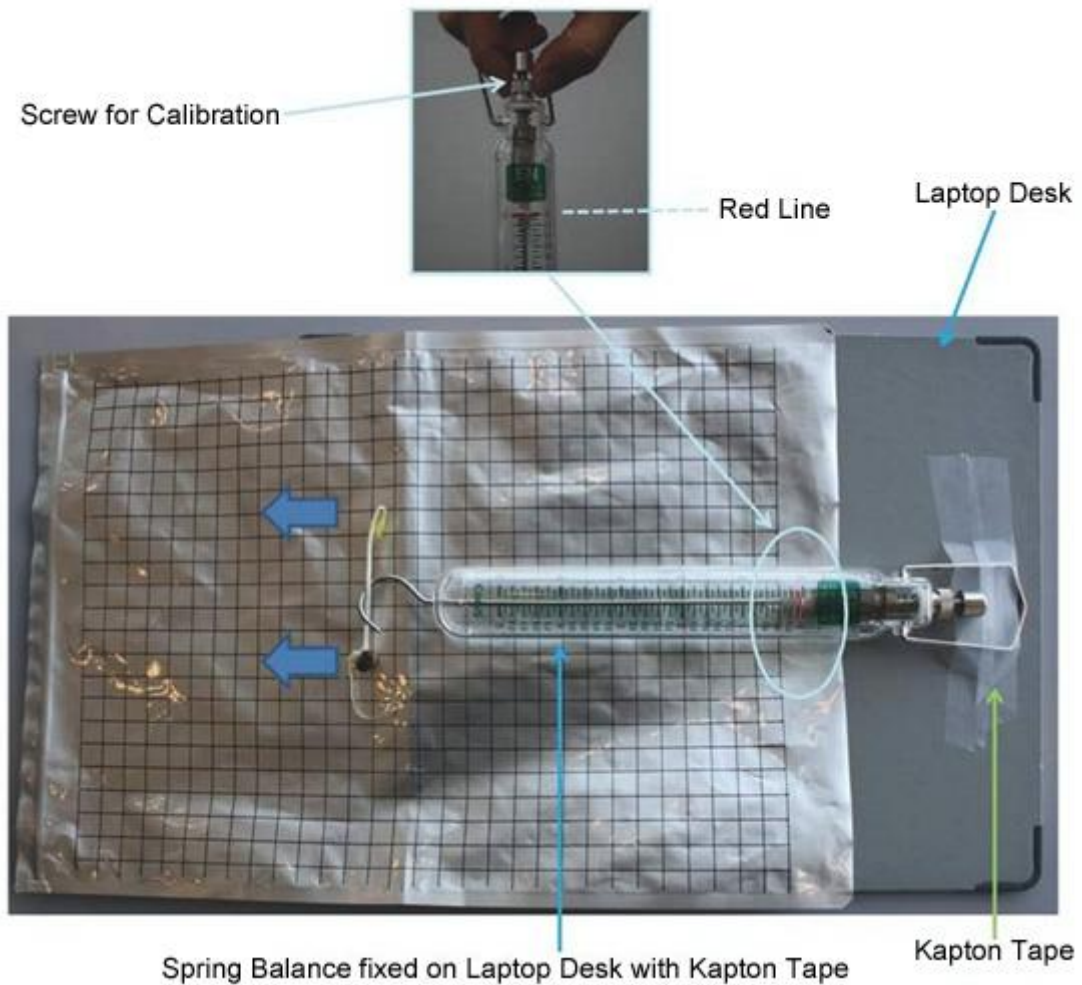 Screw for Calibration
Red Line
Laptop Desk
Spring Balance fixed on Laptop Desk with Kapton Tape
Kapton Tape